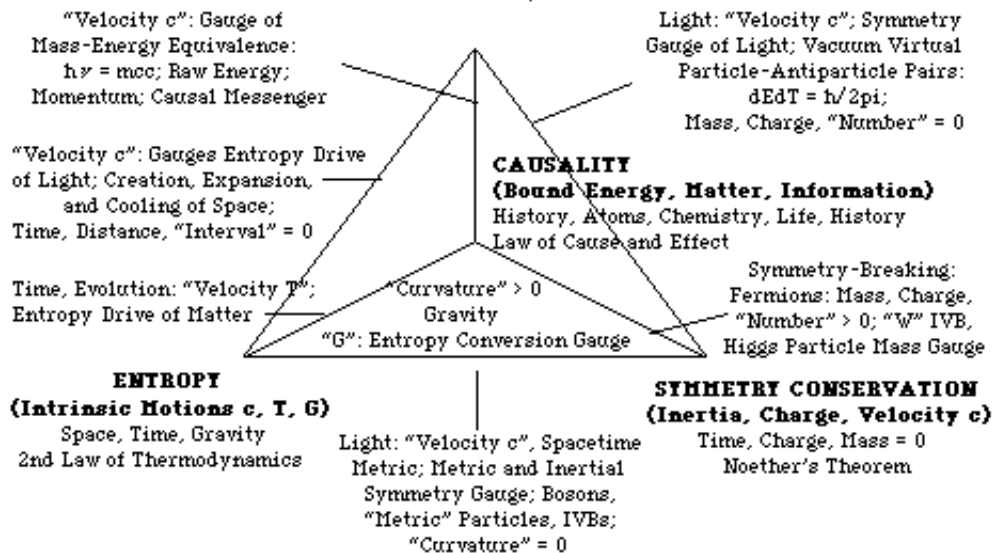 "Velocity c": Gauge of
Mass-Energy Equivalence:
hν = mcc; Raw Energy;
Momentum; Causal Messenger
Light: "Velocity c"; Symmetry
Gauge of Light; Vacuum Virtual
Particle-Antiparticle Pairs:
dEdT = h/2pi;
Mass, Charge, "Number" = 0
"Velocity c": Gauges Entropy Drive
of Light; Creation, Expansion,
and Cooling of Space;
Time, Distance, "Interval" = 0
CAUSALITY
(Bound Energy, Matter, Information)
History, Atoms, Chemistry, Life, History
Law of Cause and Effect
Time, Evolution: "Velocity T";
Entropy Drive of Matter
"Curvature" > 0
Gravity
"G": Entropy Conversion Gauge
Symmetry-Breaking:
Fermions: Mass, Charge,
"Number" > 0; "W" IVB,
Higgs Particle Mass Gauge
ENTROPY
(Intrinsic Motions c, T, G)
Space, Time, Gravity
2nd Law of Thermodynamics
Light: "Velocity c", Spacetime
Metric; Metric and Inertial
Symmetry Gauge; Bosons,
"Metric" Particles, IVBs;
"Curvature" = 0
SYMMETRY CONSERVATION
(Inertia, Charge, Velocity c)
Time, Charge, Mass = 0
Noether's Theorem